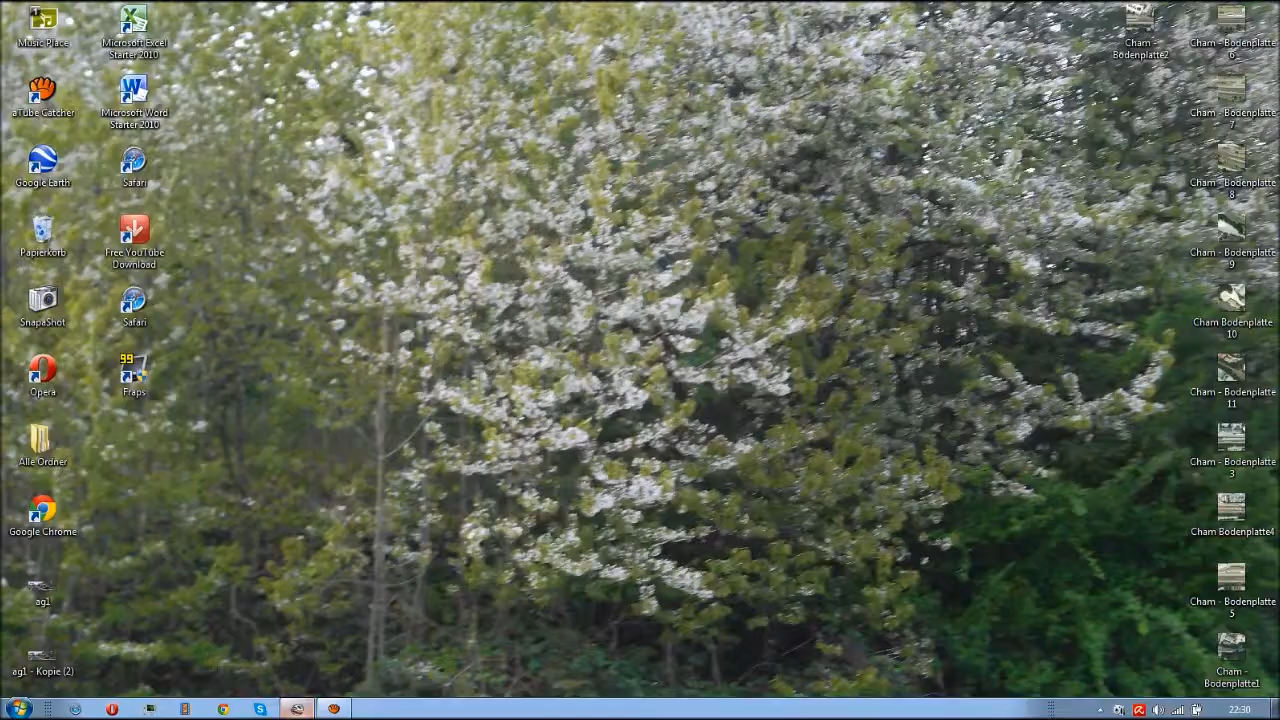 Music Place
Microsoft Excel
Starter 2010
aTube Catcher
Microsoft Word
Starter 2010
Google Earth
Safari
Papierkorb
Free YouTube
Download
SnapaShot
Safari
Opera
99
Fraps
Alle Ordner
Google Chrome
ag1
ag1 - Kopie (2)
Cham -
Bodenplatte2
Cham - Bodenplatte
6
Cham - Bodenplatte
7
Cham - Bodenplatte
8
Cham - Bodenplatte
9
Cham Bodenplatte
10
Cham - Bodenplatte
11
Cham - Bodenplatte
3
Cham Bodenplatte4
Cham - Bodenplatte
5
Cham -
Bodenplatte1
22:30